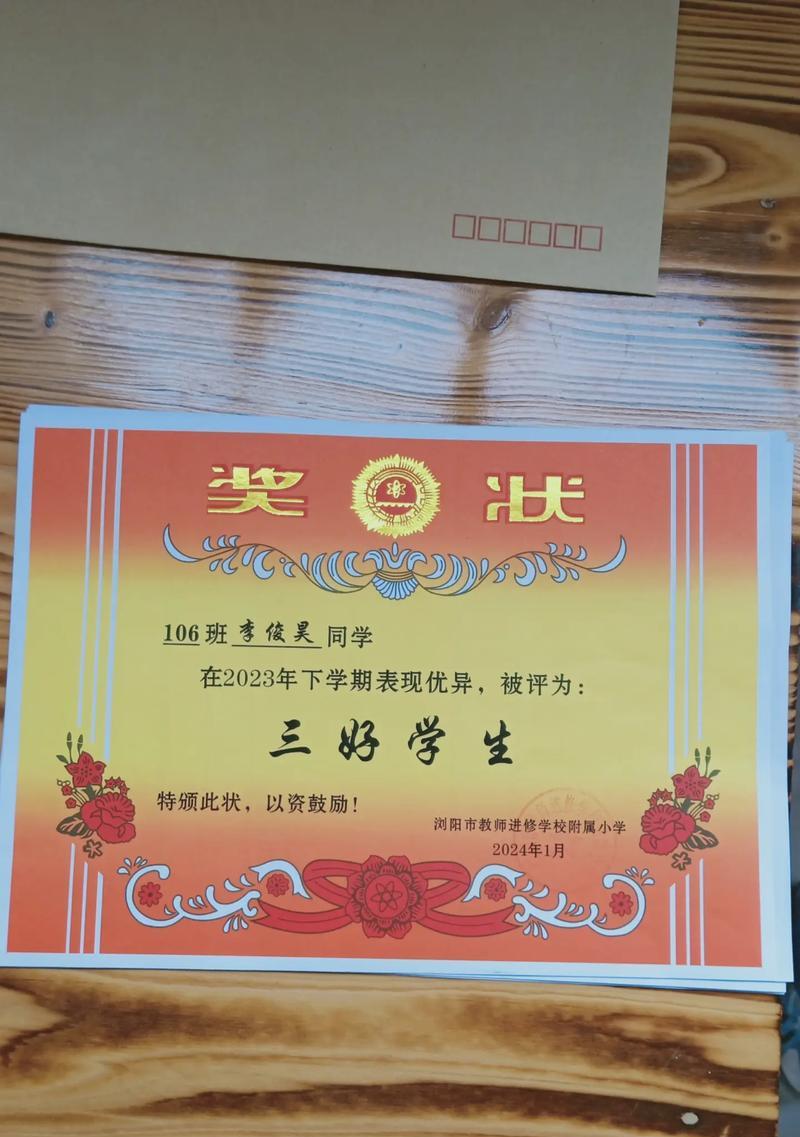 奖状
106班李俊昊同学
在2023年下学期表现优异，被评为：
三好学生
特颁此状，以资鼓励！
浏阳市教师进修学校附属小学
2024年1月